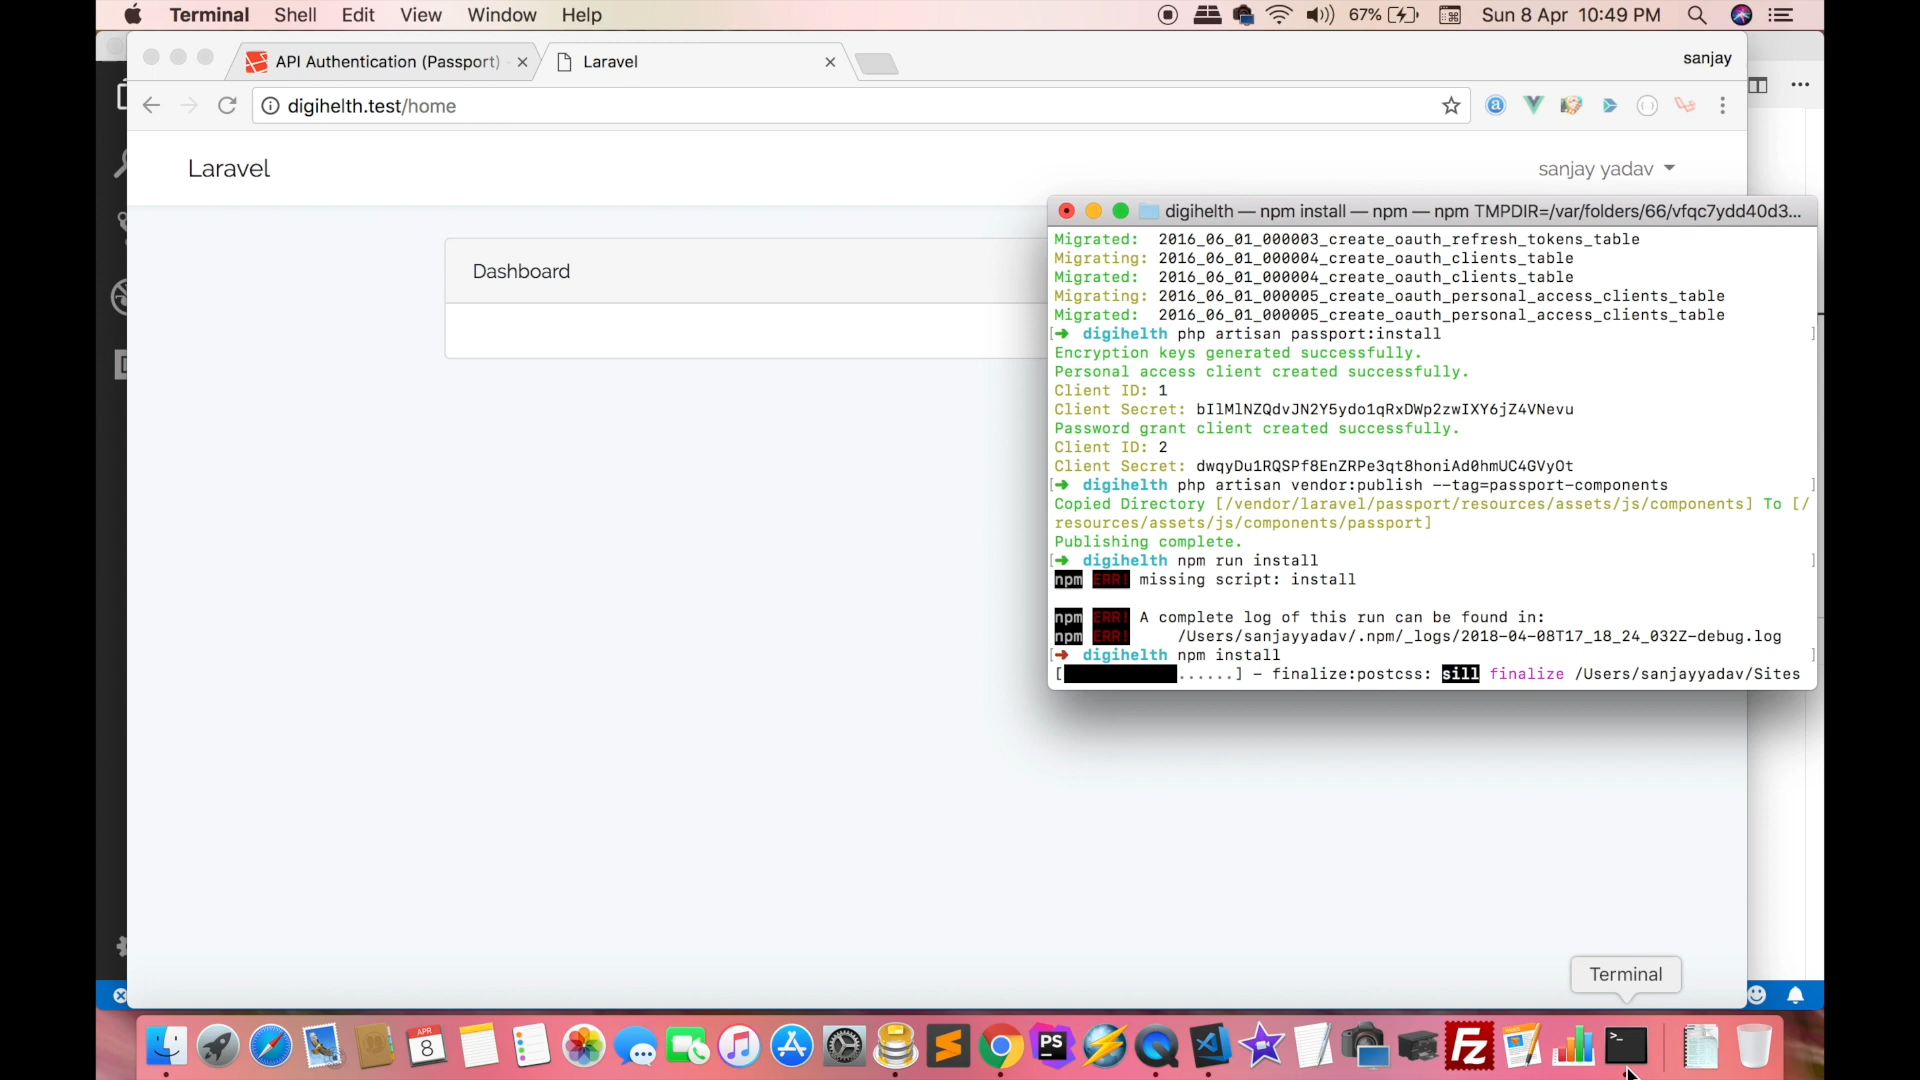 Terminal Shell Edit View Window Help 67% Sun 8 Apr 10:49 PM
API Authentication (Passport) Laravel sanjay
digihelth.test/home
Laravel sanjay yadav
Dashboard
digihelth — npm install — npm — npm TMPDIR=/var/folders/66/vfqc7ydd40d3...
Migrated: 2016_06_01_000003_create_oauth_refresh_tokens_table
Migrating: 2016_06_01_000004_create_oauth_clients_table
Migrated: 2016_06_01_000004_create_oauth_clients_table
Migrating: 2016_06_01_000005_create_oauth_personal_access_clients_table
Migrated: 2016_06_01_000005_create_oauth_personal_access_clients_table
[➜ digihelth php artisan passport:install ]
Encryption keys generated successfully.
Personal access client created successfully.
Client ID: 1
Client Secret: bIlMlNZQdvJN2Y5ydo1qRxDWp2zwIXY6jZ4VNevu
Password grant client created successfully.
Client ID: 2
Client Secret: dwqyDu1RQSPf8EnZRPe3qt8honiAd0hmUC4GVyOt
[➜ digihelth php artisan vendor:publish --tag=passport-components ]
Copied Directory [/vendor/laravel/passport/resources/assets/js/components] To [/
resources/assets/js/components/passport]
Publishing complete.
[➜ digihelth npm run install ]
npm ERR! missing script: install
npm ERR! A complete log of this run can be found in:
npm ERR! /Users/sanjayyadav/.npm/_logs/2018-04-08T17_18_24_032Z-debug.log
[➜ digihelth npm install ]
[ ......] - finalize:postcss: sill finalize /Users/sanjayyadav/Sites
Terminal
APR
8
PS
Fz